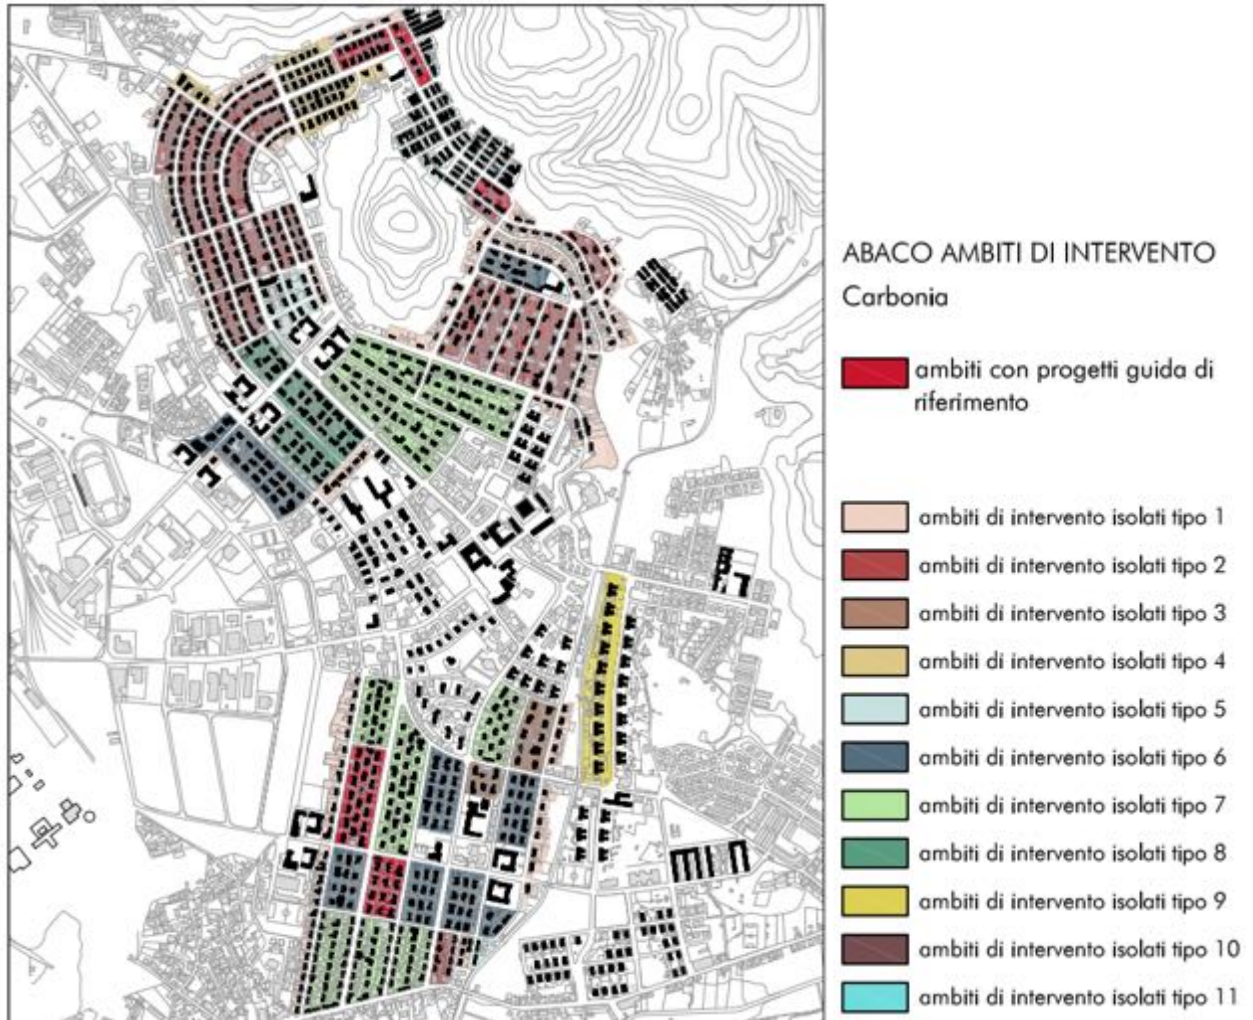 ABACO AMBITI DI INTERVENTO
Carbonia
ambiti con progetti guida di
riferimento
ambiti di intervento isolati tipo 1
ambiti di intervento isolati tipo 2
ambiti di intervento isolati tipo 3
ambiti di intervento isolati tipo 4
ambiti di intervento isolati tipo 5
ambiti di intervento isolati tipo 6
ambiti di intervento isolati tipo 7
ambiti di intervento isolati tipo 8
ambiti di intervento isolati tipo 9
ambiti di intervento isolati tipo 10
ambiti di intervento isolati tipo 11